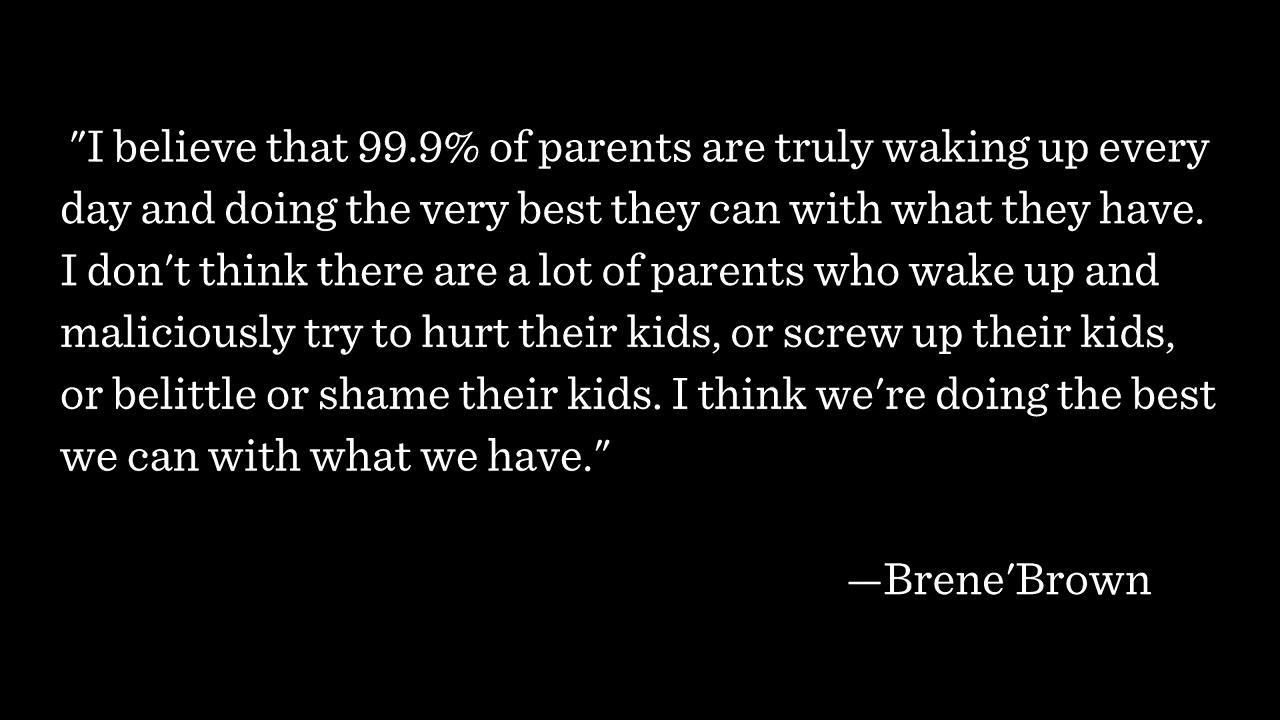 "I believe that 99.9% of parents are truly waking up every
day and doing the very best they can with what they have.
I don't think there are a lot of parents who wake up and
maliciously try to hurt their kids, or screw up their kids,
or belittle or shame their kids. I think we're doing the best
we can with what we have."
—Brene'Brown